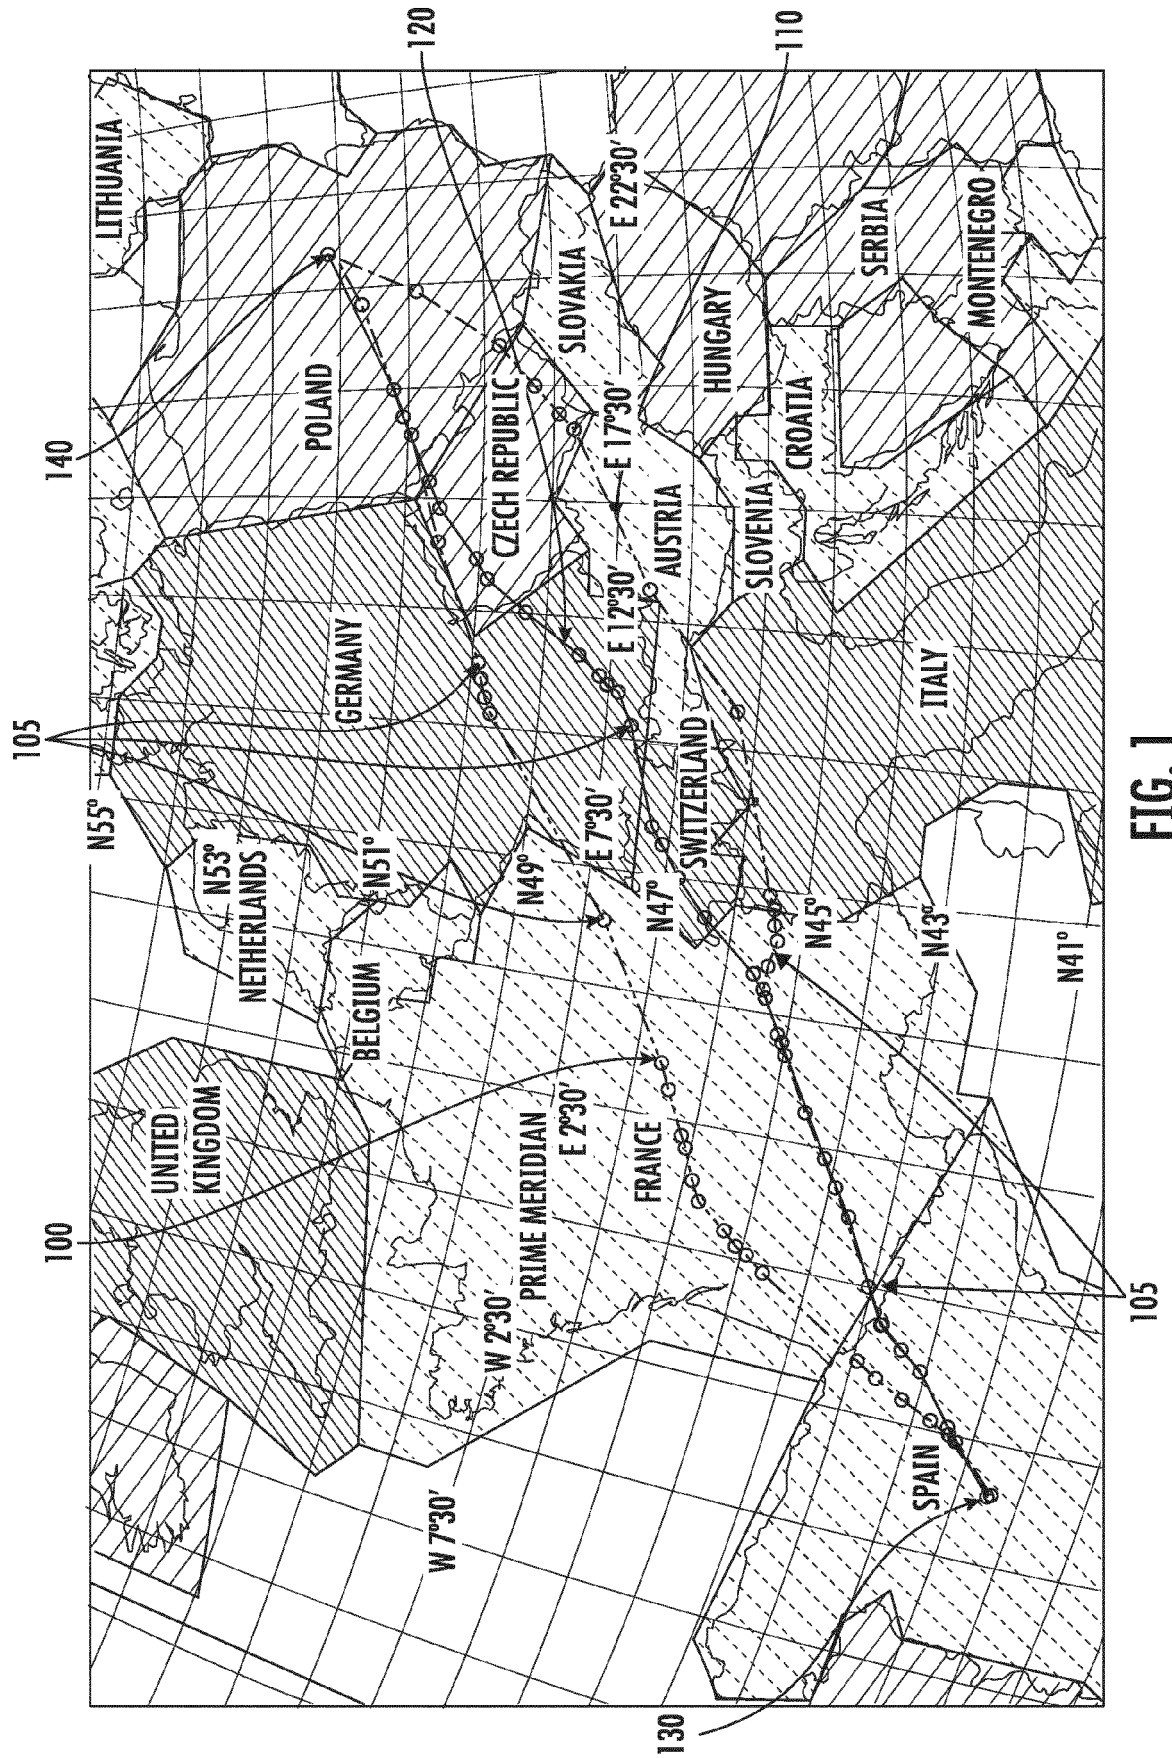 100
140
105
120
110
130
105
UNITED
KINGDOM
NETHERLANDS
N53°
N55°
BELGIUM
N51°
GERMANY
POLAND
LITHUANIA
W 7°30'
W 2°30'
PRIME MERIDIAN
E 2°30'
FRANCE
N49°
E 7°30'
N47°
CZECH REPUBLIC
SLOVAKIA
E 12°30'
E 17°30'
E 22°30'
SWITZERLAND
AUSTRIA
SLOVENIA
HUNGARY
CROATIA
SERBIA
MONTENEGRO
N45°
SPAIN
N43°
ITALY
N41°
FIG. 1